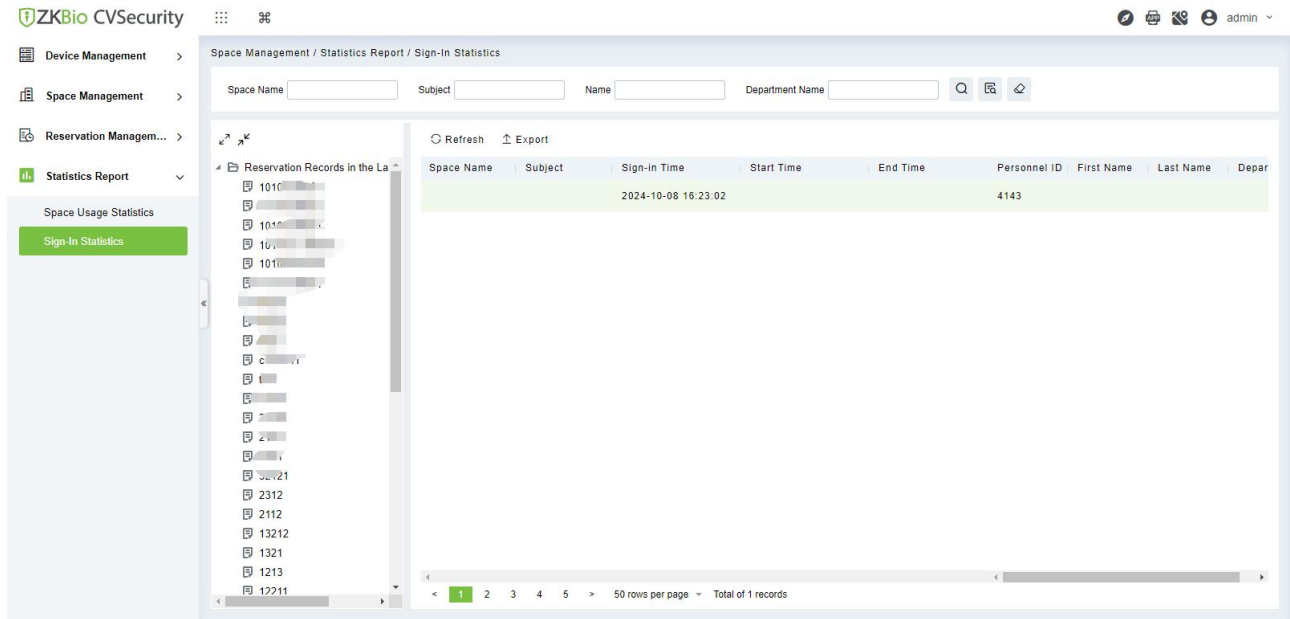 ZKBio CVSecurity
admin
Device Management
Space Management
Reservation Managem...
Statistics Report
Space Usage Statistics
Sign-In Statistics
Space Management / Statistics Report / Sign-In Statistics
Space Name
Subject
Name
Department Name
Reservation Records in the La
2312
2112
13212
1321
1213
12211
Refresh
Export
Space Name Subject Sign-in Time Start Time End Time Personnel ID First Name Last Name Depar
2024-10-08 16:23:02 4143
< 1 2 3 4 5 > 50 rows per page Total of 1 records